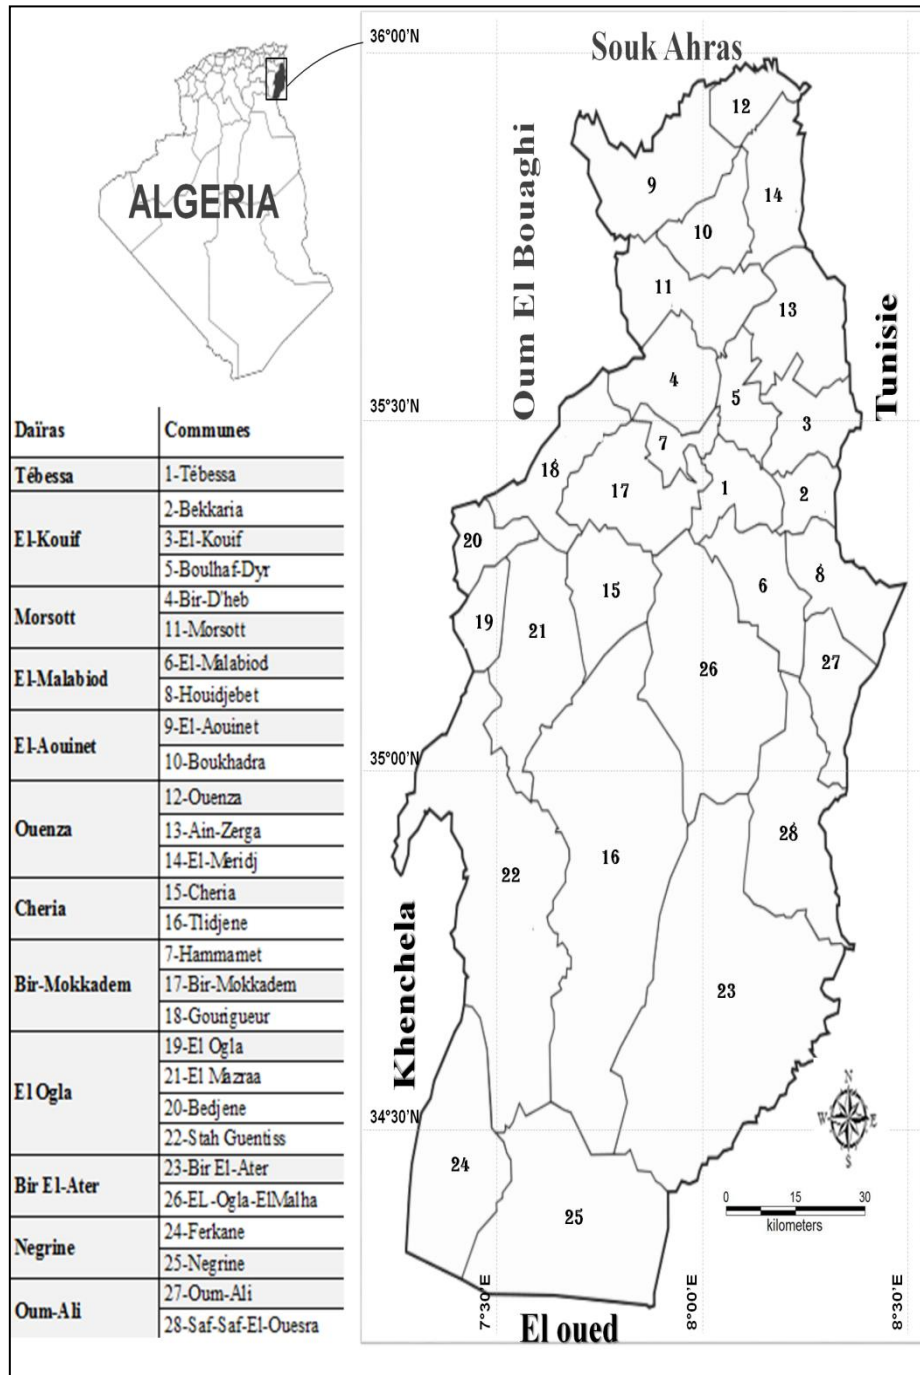 ALGERIA
Daïras Communes
Tébessa 1-Tébessa
El-Kouif 2-Bekkaria
3-El-Kouif
5-Boulhaf-Dyr
Morsott 4-Bir-D'heb
11-Morsott
El-Malabiod 6-El-Malabiod
8-Houidjebet
El-Aouinet 9-El-Aouinet
10-Boukhadra
Ouenza 12-Ouenza
13-Ain-Zerga
14-El-Meridj
Cheria 15-Cheria
16-Tlidjene
Bir-Mokkadem 7-Hammamet
17-Bir-Mokkadem
18-Gourigueur
El Ogla 19-El Ogla
21-El Mazraa
20-Bedjene
22-Stah Guentiss
Bir El-Ater 23-Bir El-Ater
26-EL-Ogla-ElMalha
Negrine 24-Ferkane
25-Negrine
Oum-Ali 27-Oum-Ali
28-Saf-Saf-El-Ouesra
36°00’N
Souk Ahras
Oum El Bouaghi
Tunisie
12
9
14
10
11
13
4
5
35°30’N
3
7
18
17
1
2
20
15
6
8
19
21
26
27
35°00’N
28
16
22
Khenchela
23
34°30’N
N
W E
S
24
25
0 15 30
kilometers
7°30’E
8°00’E
8°30’E
El oued